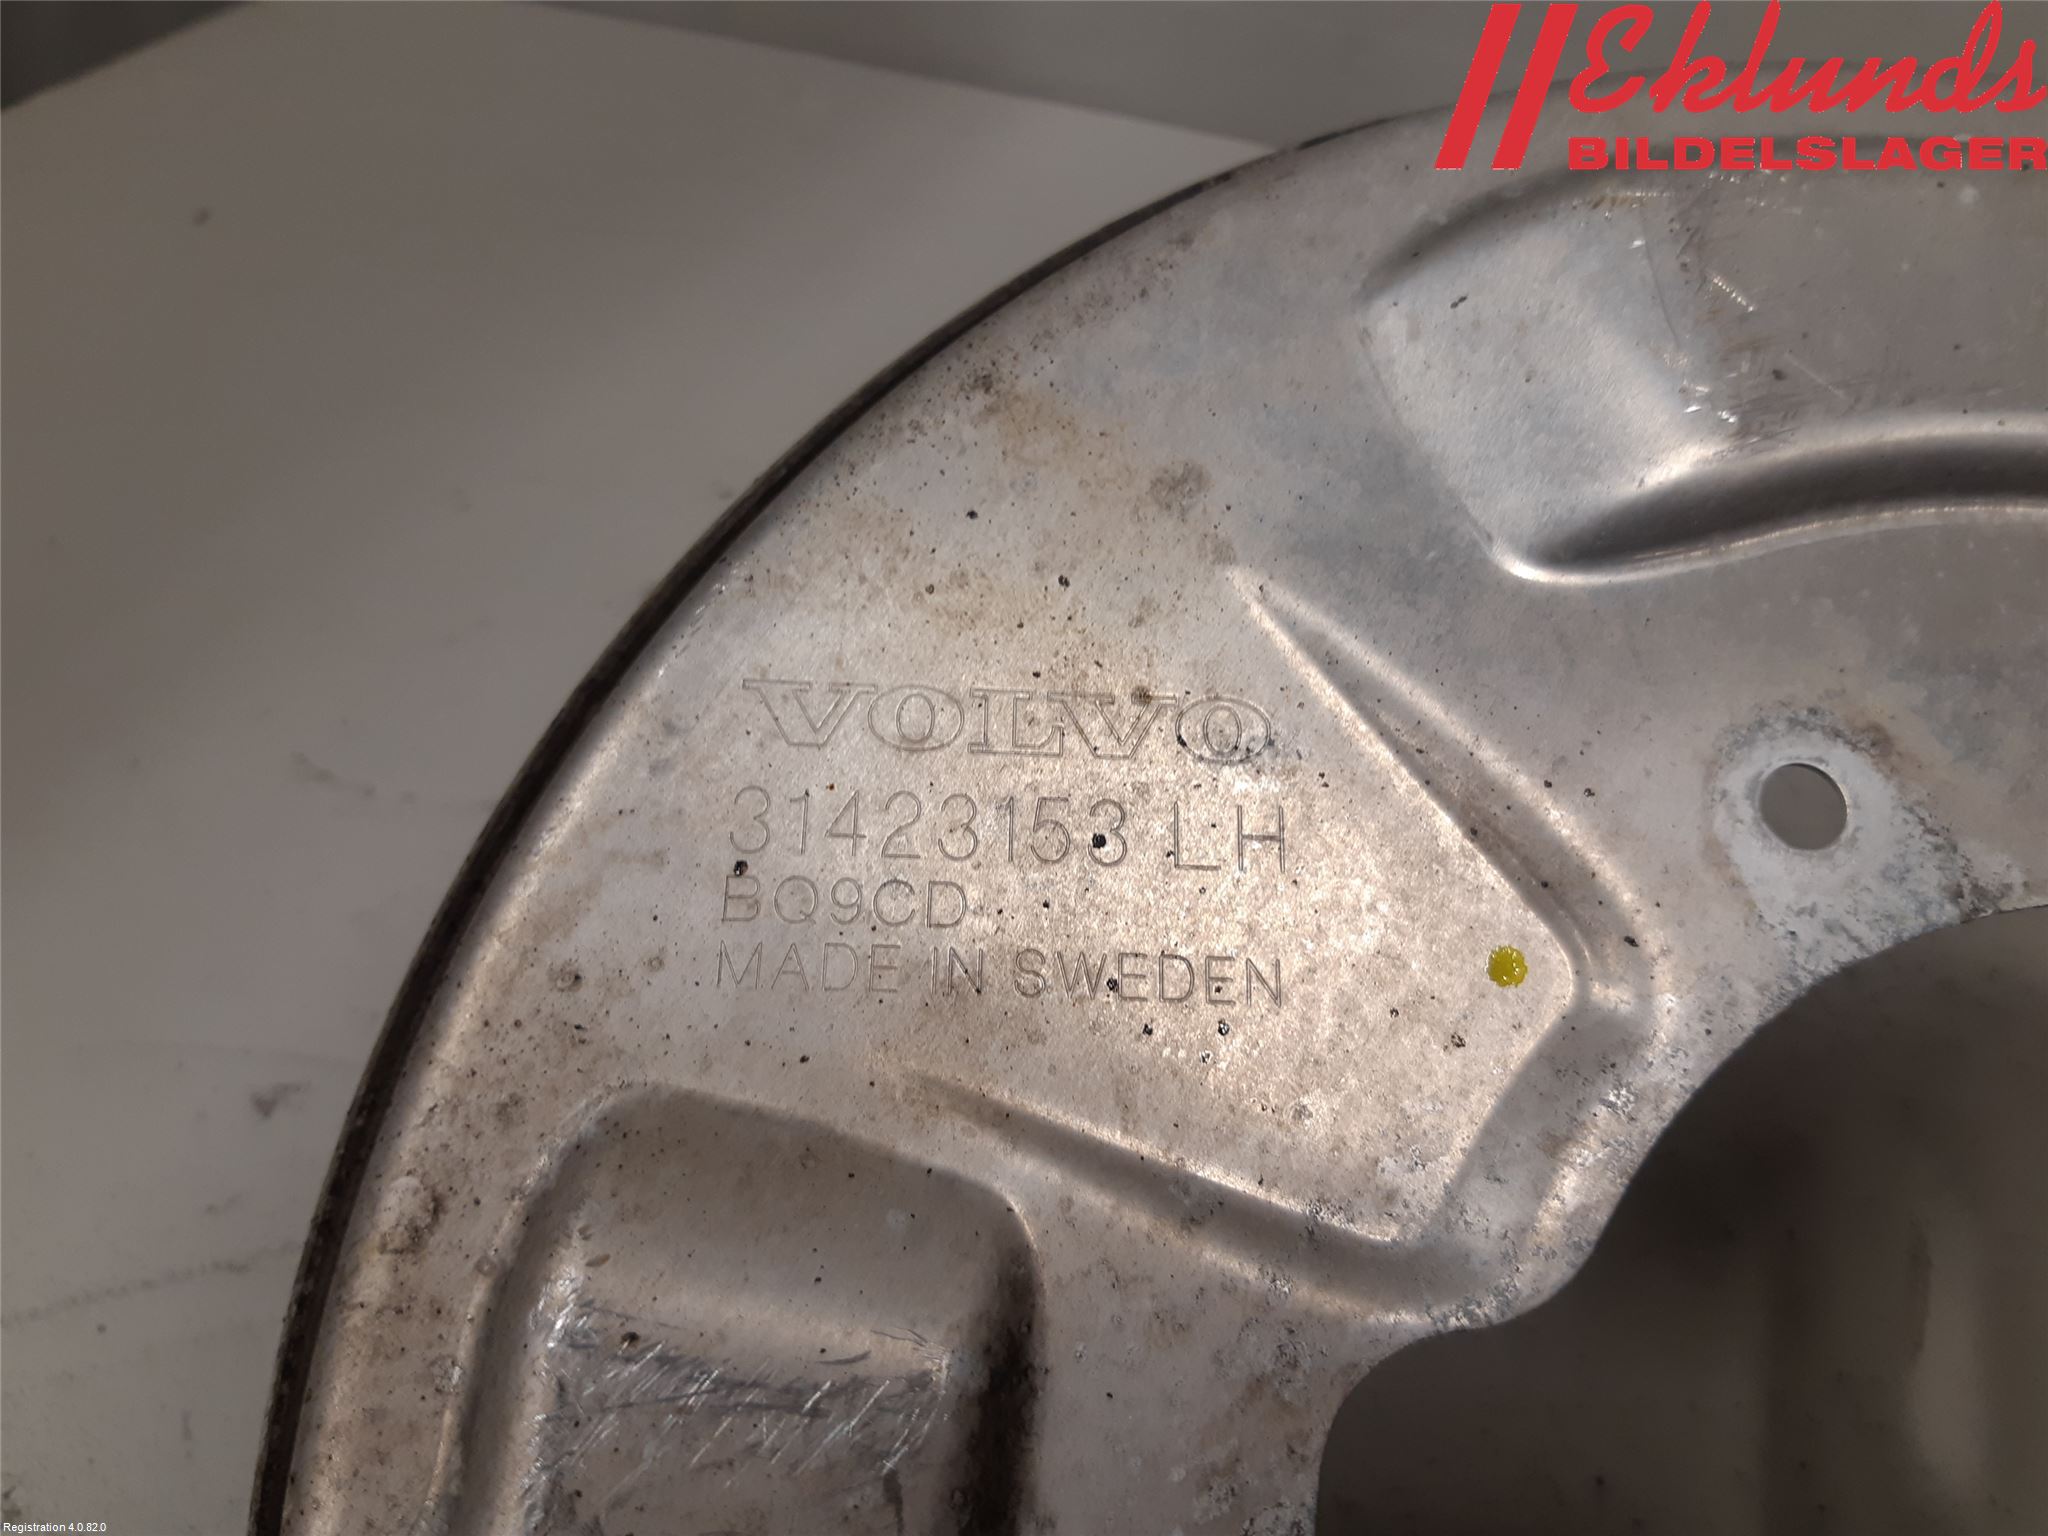 Eklunds
BILDELSLAGER
VOLVO
31423153 LH
BQ9CD
MADE IN SWEDEN
Registration 4.0.82.0